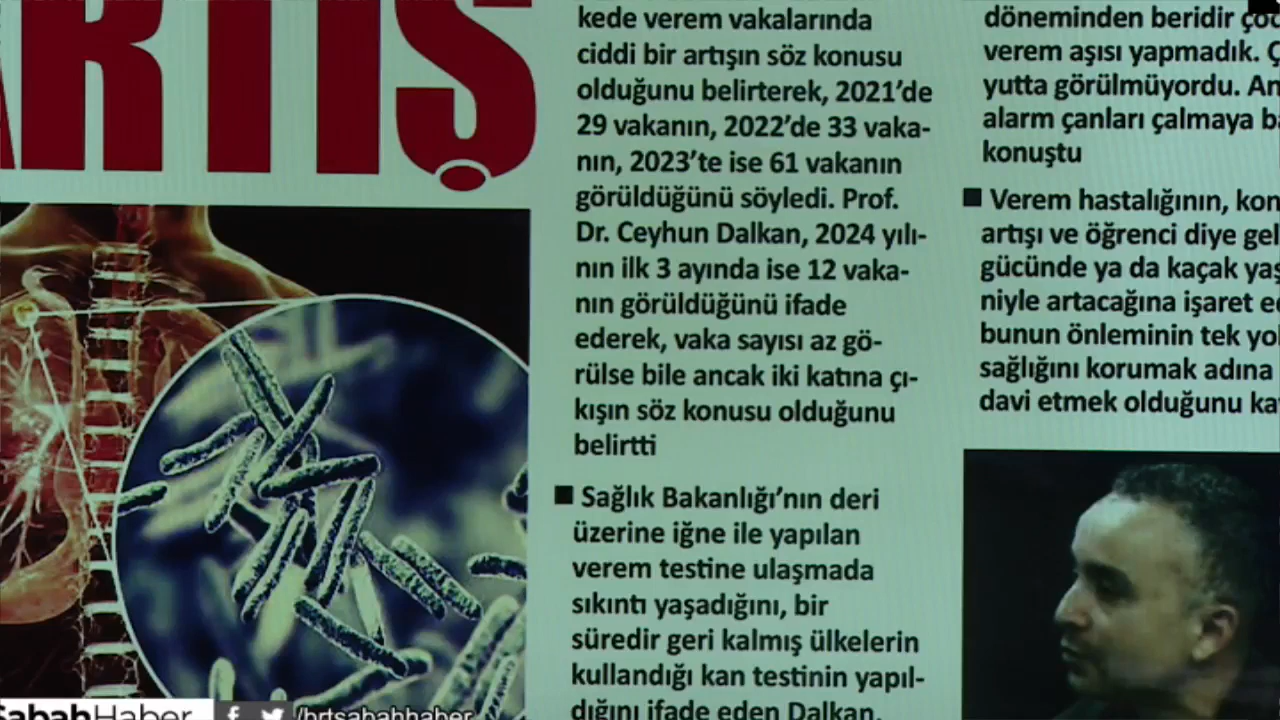 ARTIŞ
kede verem vakalarında
ciddi bir artışın söz konusu
olduğunu belirterek, 2021'de
29 vakanın, 2022'de 33 vaka-
nın, 2023'te ise 61 vakanın
görüldüğünü söyledi. Prof.
Dr. Ceyhun Dalkan, 2024 yılı-
nın ilk 3 ayında ise 12 vaka-
nın görüldüğünü ifade
ederek, vaka sayısı az gö-
rülse bile ancak iki katına çı-
kışın söz konusu olduğunu
belirtti
■ Sağlık Bakanlığı'nın deri
üzerine iğne ile yapılan
verem testine ulaşmada
sıkıntı yaşadığını, bir
süredir geri kalmış ülkelerin
kullandığı kan testinin yapıl-
dığını ifade eden Dalkan,
döneminden beridir
verem aşısı yapmadık.
yutta görülmüyordu.
alarm çanları çalmaya
konuştu
■ Verem hastalığının,
artışı ve öğrenci diye
gücünde ya da kaçak
niyle artacağına işaret
bunun önleminin tek
sağlığını korumak adına
davi etmek olduğunu
SabahHaber /brtsabahhaber